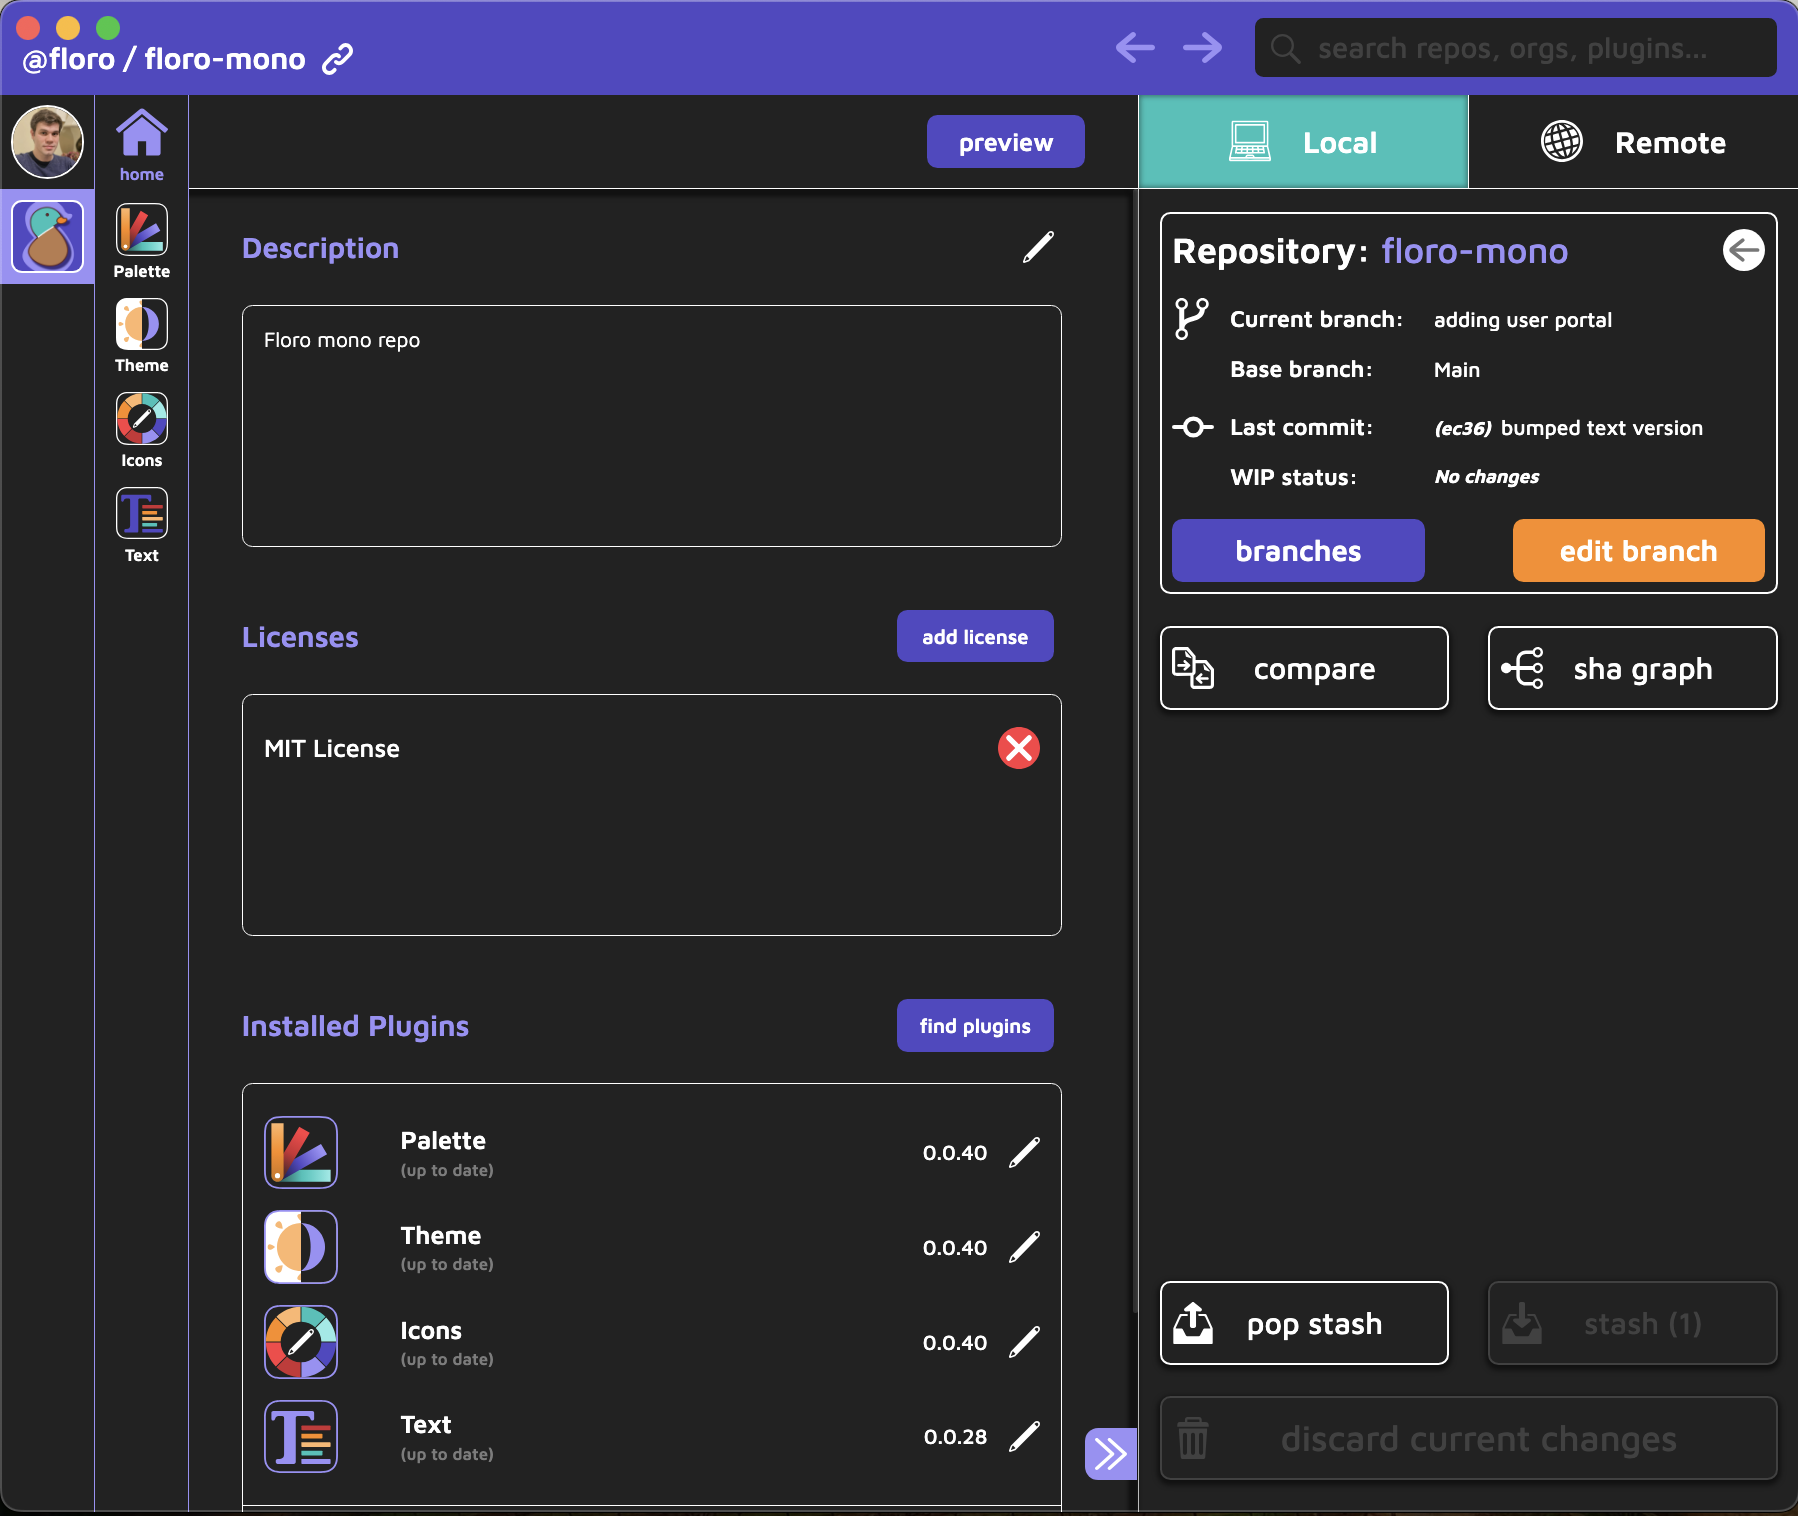 @floro / floro-mono
search repos, orgs, plugins...
home
Palette
Theme
Icons
Text
preview
Description
Floro mono repo
Licenses
add license
MIT License
Installed Plugins
find plugins
Palette
(up to date)
0.0.40
Theme
(up to date)
0.0.40
Icons
(up to date)
0.0.40
Text
(up to date)
0.0.28
Local
Remote
Repository: floro-mono
Current branch: adding user portal
Base branch: Main
Last commit: (ec36) bumped text version
WIP status: No changes
branches
edit branch
compare
sha graph
pop stash
stash (1)
discard current changes